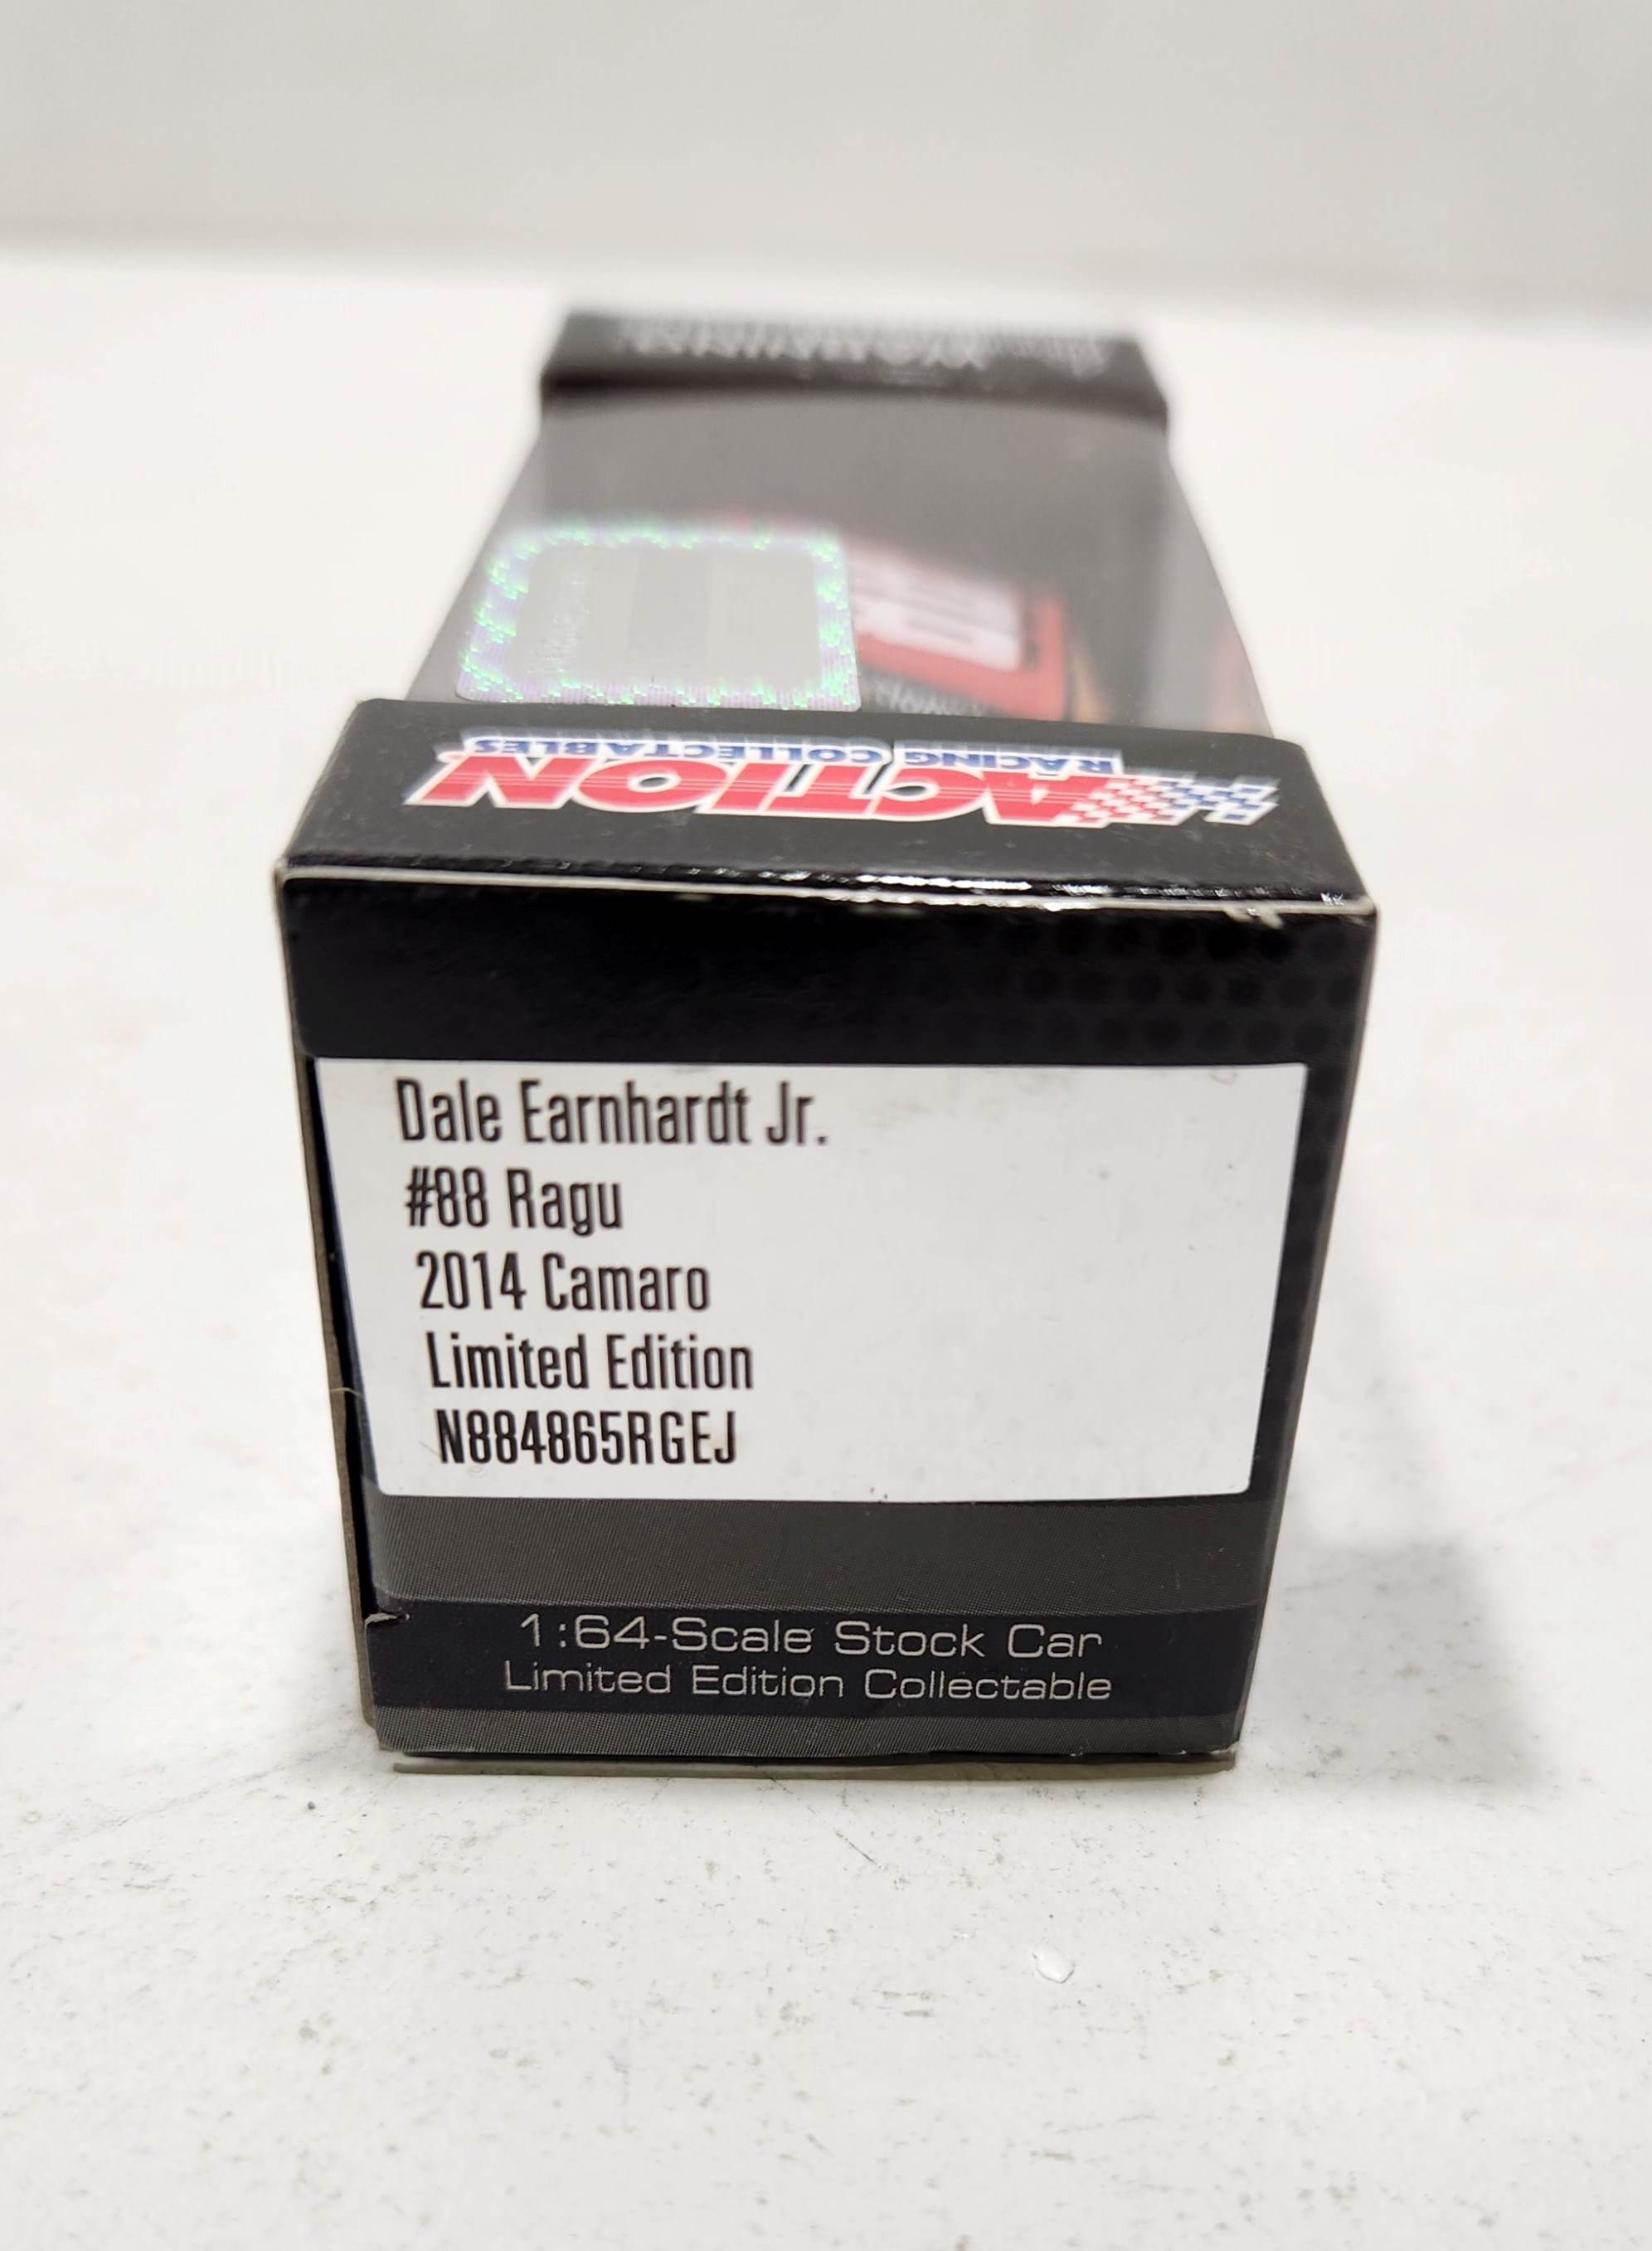 WARNING:
ACTION
RACING COLLECTABLES
Dale Earnhardt Jr.
#88 Ragu
2014 Camaro
Limited Edition
N884865RGEJ
1:64-Scale Stock Car
Limited Edition Collectable